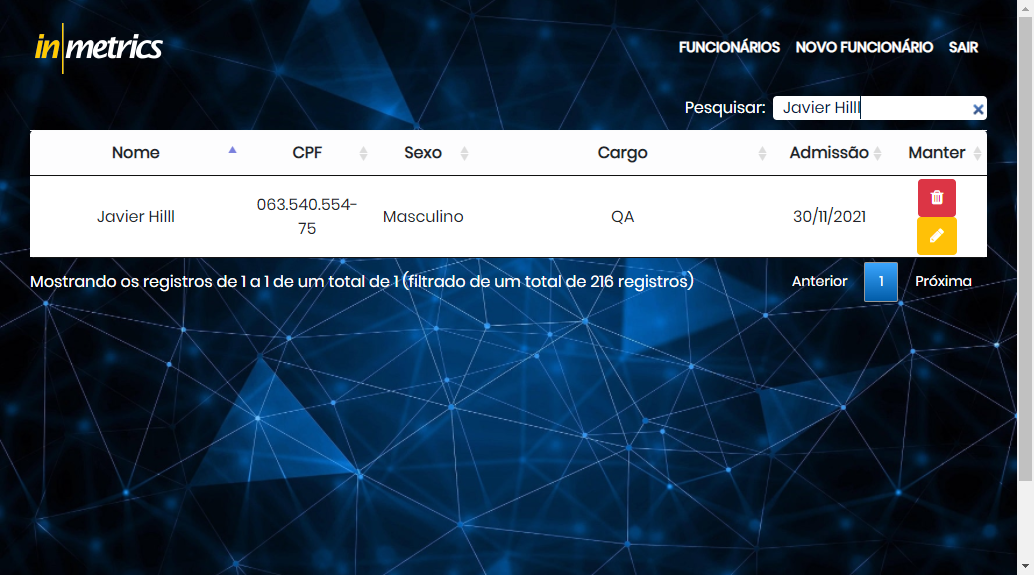 in metrics
FUNCIONÁRIOS NOVO FUNCIONÁRIO SAIR
Pesquisar: Javier Hilll
Nome CPF Sexo Cargo Admissão Manter
Javier Hilll 063.540.554-75 Masculino QA 30/11/2021
Mostrando os registros de 1 a 1 de um total de 1 (filtrado de um total de 216 registros) Anterior 1 Próxima